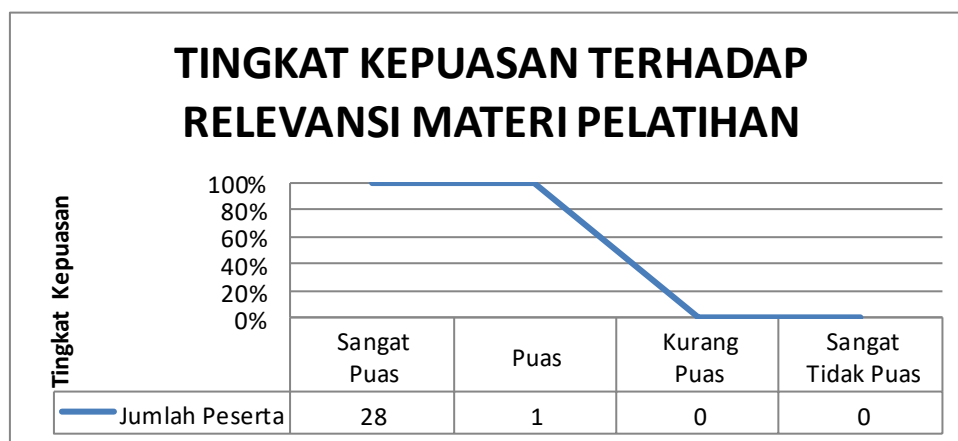 TINGKAT KEPUASAN TERHADAP
RELEVANSI MATERI PELATIHAN
Tingkat Kepuasan
100%
80%
60%
40%
20%
0%
Sangat
Puas
Puas
Kurang
Puas
Sangat
Tidak Puas
Jumlah Peserta 28 1 0 0